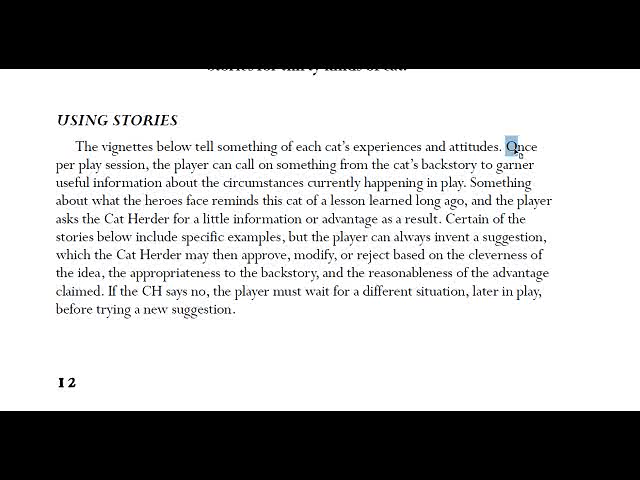 stories for thirty kinds of cat.
USING STORIES
The vignettes below tell something of each cat's experiences and attitudes. Once
per play session, the player can call on something from the cat's backstory to garner
useful information about the circumstances currently happening in play. Something
about what the heroes face reminds this cat of a lesson learned long ago, and the player
asks the Cat Herder for a little information or advantage as a result. Certain of the
stories below include specific examples, but the player can always invent a suggestion,
which the Cat Herder may then approve, modify, or reject based on the cleverness of
the idea, the appropriateness to the backstory, and the reasonableness of the advantage
claimed. If the CH says no, the player must wait for a different situation, later in play,
before trying a new suggestion.
12